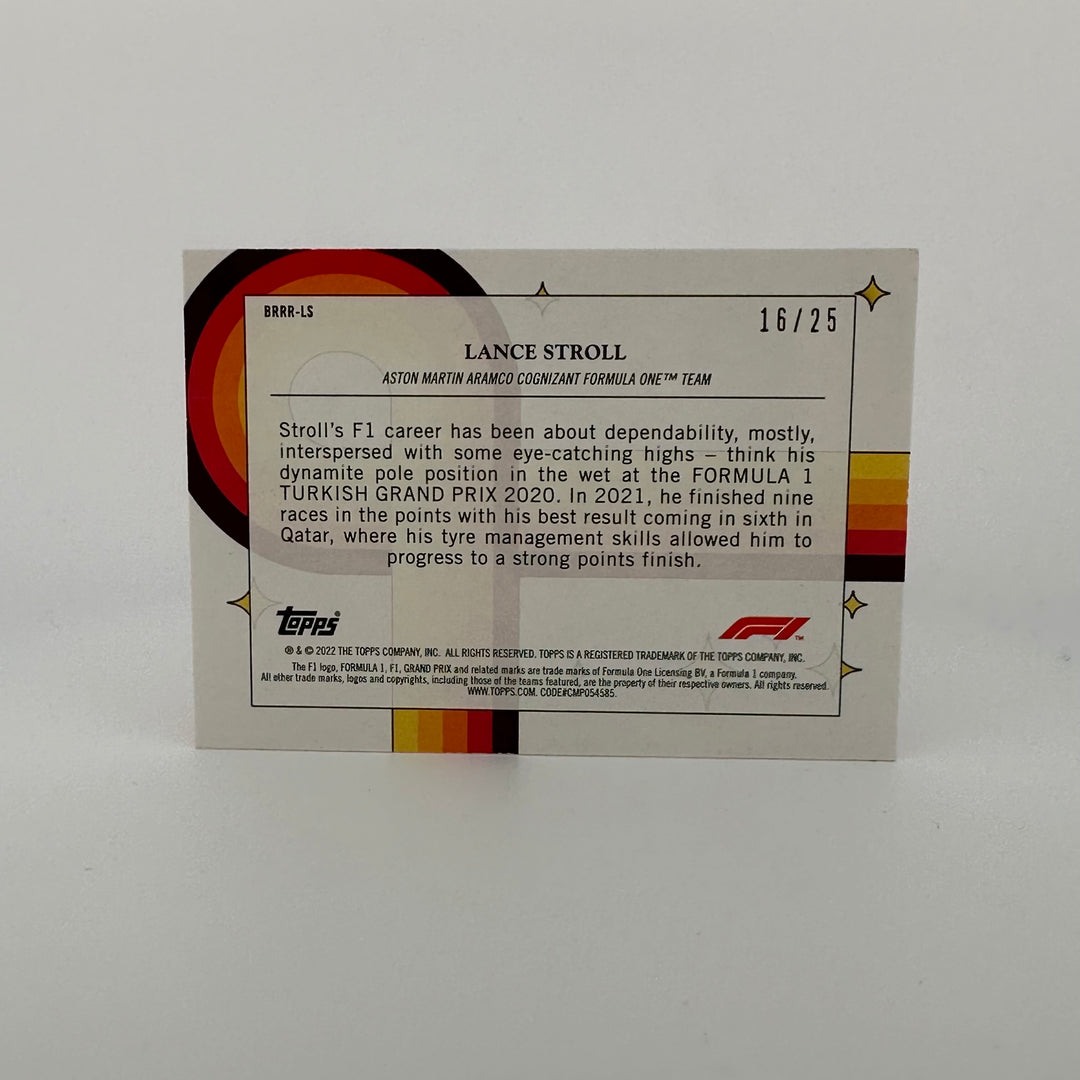 BRRR-LS
16/25
LANCE STROLL
ASTON MARTIN ARAMCO COGNIZANT FORMULA ONE™ TEAM
Stroll's F1 career has been about dependability, mostly,
interspersed with some eye-catching highs – think his
dynamite pole position in the wet at the FORMULA 1
TURKISH GRAND PRIX 2020. In 2021, he finished nine
races in the points with his best result coming in sixth in
Qatar, where his tyre management skills allowed him to
progress to a strong points finish.
Topps®
F1™
® & © 2022 THE TOPPS COMPANY, INC. ALL RIGHTS RESERVED. TOPPS IS A REGISTERED TRADEMARK OF THE TOPPS COMPANY, INC.
The F1 logo, FORMULA 1, F1, GRAND PRIX and related marks are trade marks of Formula One Licensing BV, a Formula 1 company.
All other trade marks, logos and copyrights, including those of the teams featured, are the property of their respective owners. All rights reserved.
WWW.TOPPS.COM. CODE#CMP054585.